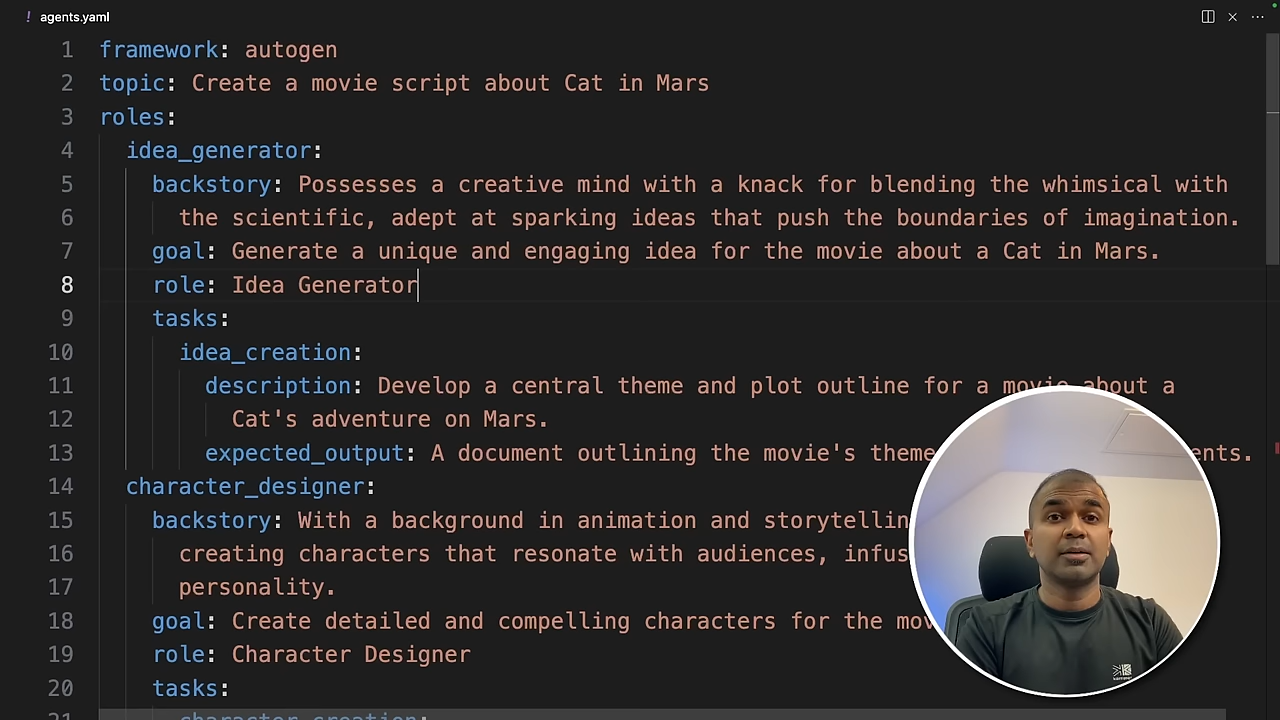 ! agents.yaml
1 framework: autogen
2 topic: Create a movie script about Cat in Mars
3 roles:
4 idea_generator:
5 backstory: Possesses a creative mind with a knack for blending the whimsical with
6 the scientific, adept at sparking ideas that push the boundaries of imagination.
7 goal: Generate a unique and engaging idea for the movie about a Cat in Mars.
8 role: Idea Generator
9 tasks:
10 idea_creation:
11 description: Develop a central theme and plot outline for a movie about a
12 Cat's adventure on Mars.
13 expected_output: A document outlining the movie's theme ents.
14 character_designer:
15 backstory: With a background in animation and storytellin
16 creating characters that resonate with audiences, infus
17 personality.
18 goal: Create detailed and compelling characters for the mov
19 role: Character Designer
20 tasks:
21 character_creation: